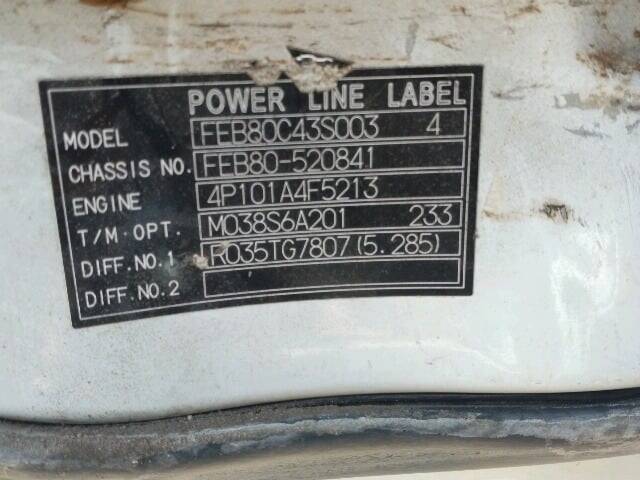 POWER LINE LABEL
MODEL FEB80C43S003 4
CHASSIS NO. FEB80-520841
ENGINE 4P101A4F5213
T/M·OPT. M038S6A201 233
DIFF.NO.1 R035TG7807(5.285)
DIFF.NO.2